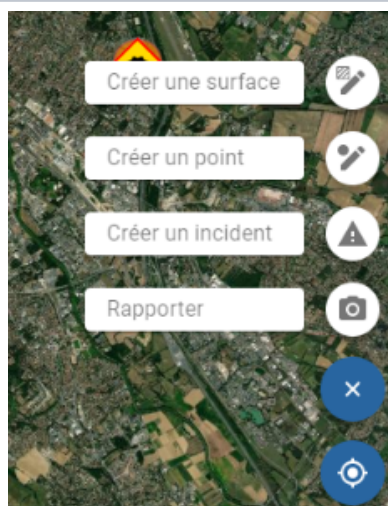 Créer une surface
Créer un point
Créer un incident
Rapporter